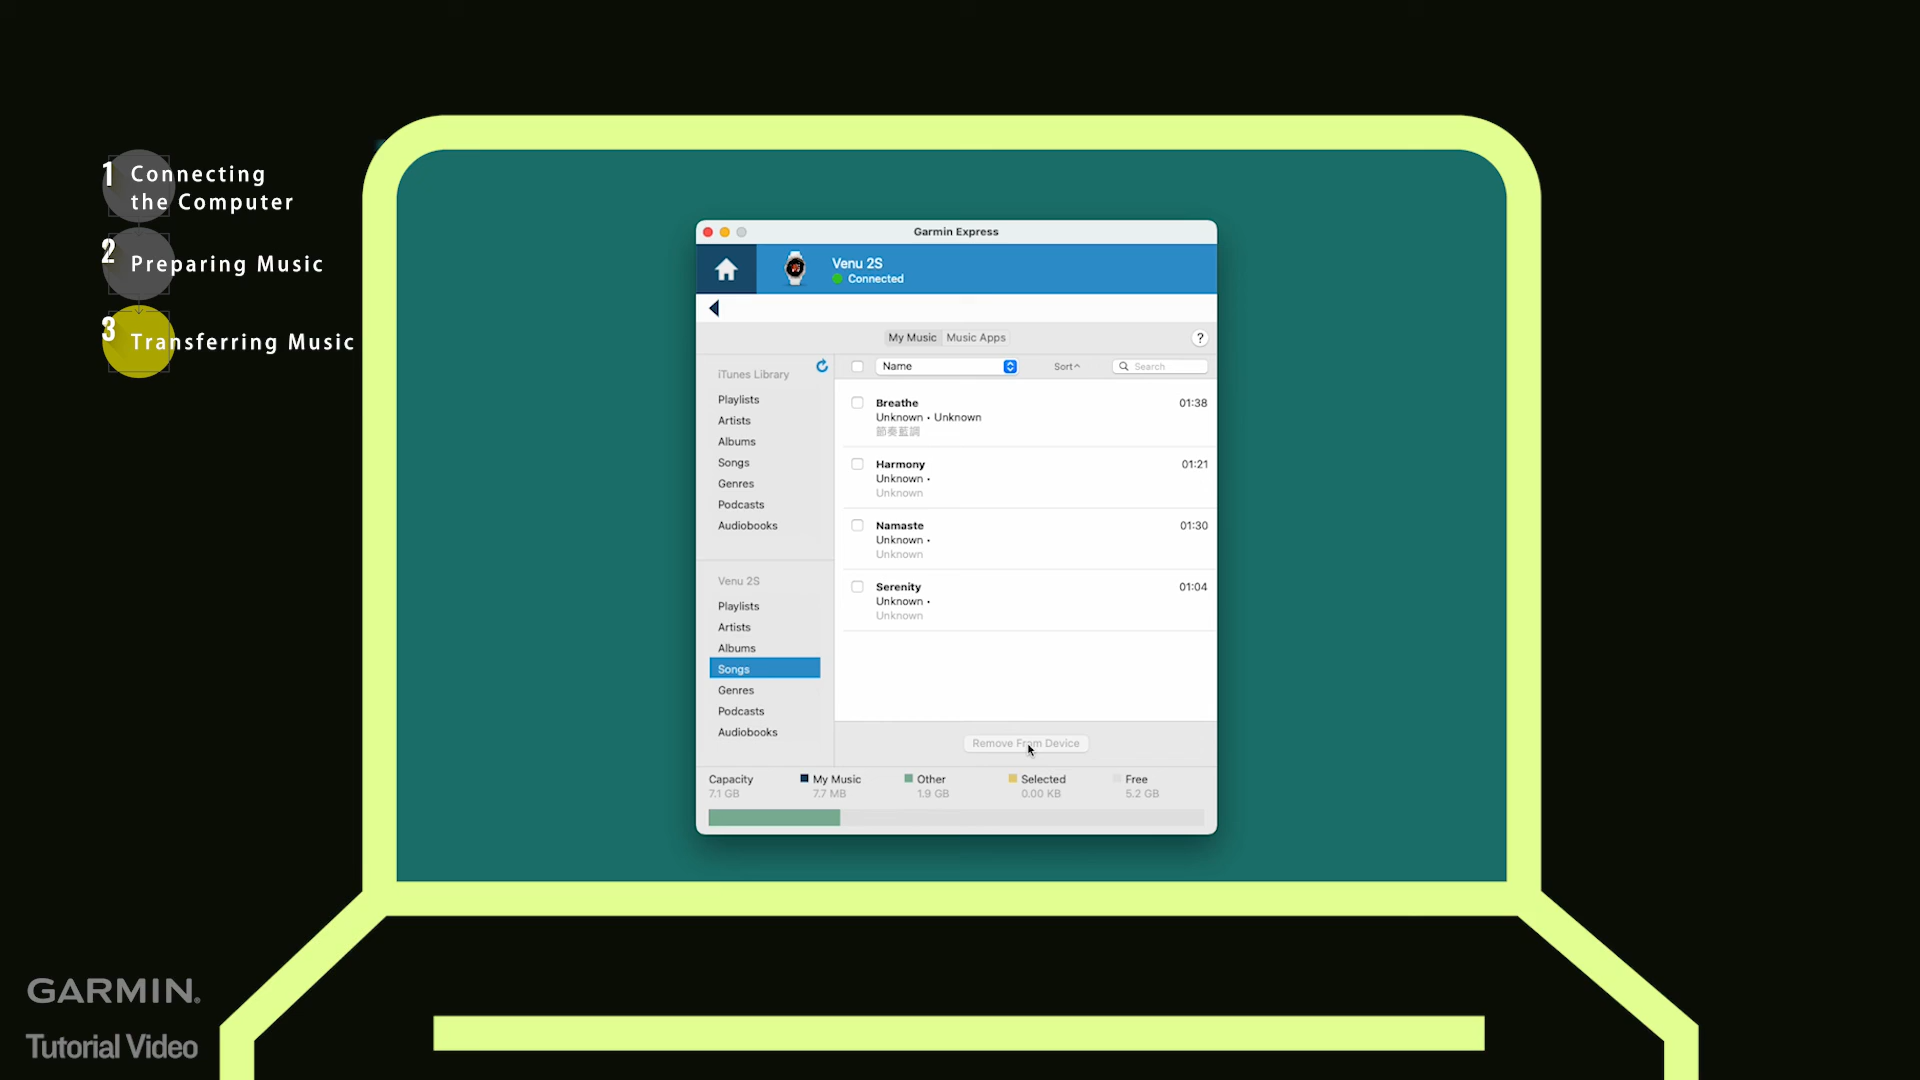 1 Connecting
the Computer
2 Preparing Music
3 Transferring Music
Garmin Express
Venu 2S
Connected
My Music Music Apps ?
iTunes Library
Playlists
Artists
Albums
Songs
Genres
Podcasts
Audiobooks
Venu 2S
Playlists
Artists
Albums
Songs
Genres
Podcasts
Audiobooks
Name Sort^ Search
Breathe 01:38
Unknown • Unknown
節奏藍調
Harmony 01:21
Unknown •
Unknown
Namaste 01:30
Unknown •
Unknown
Serenity 01:04
Unknown •
Unknown
Remove From Device
Capacity My Music Other Selected Free
7.1 GB 7.7 MB 1.9 GB 0.00 KB 5.2 GB
GARMIN®
Tutorial Video